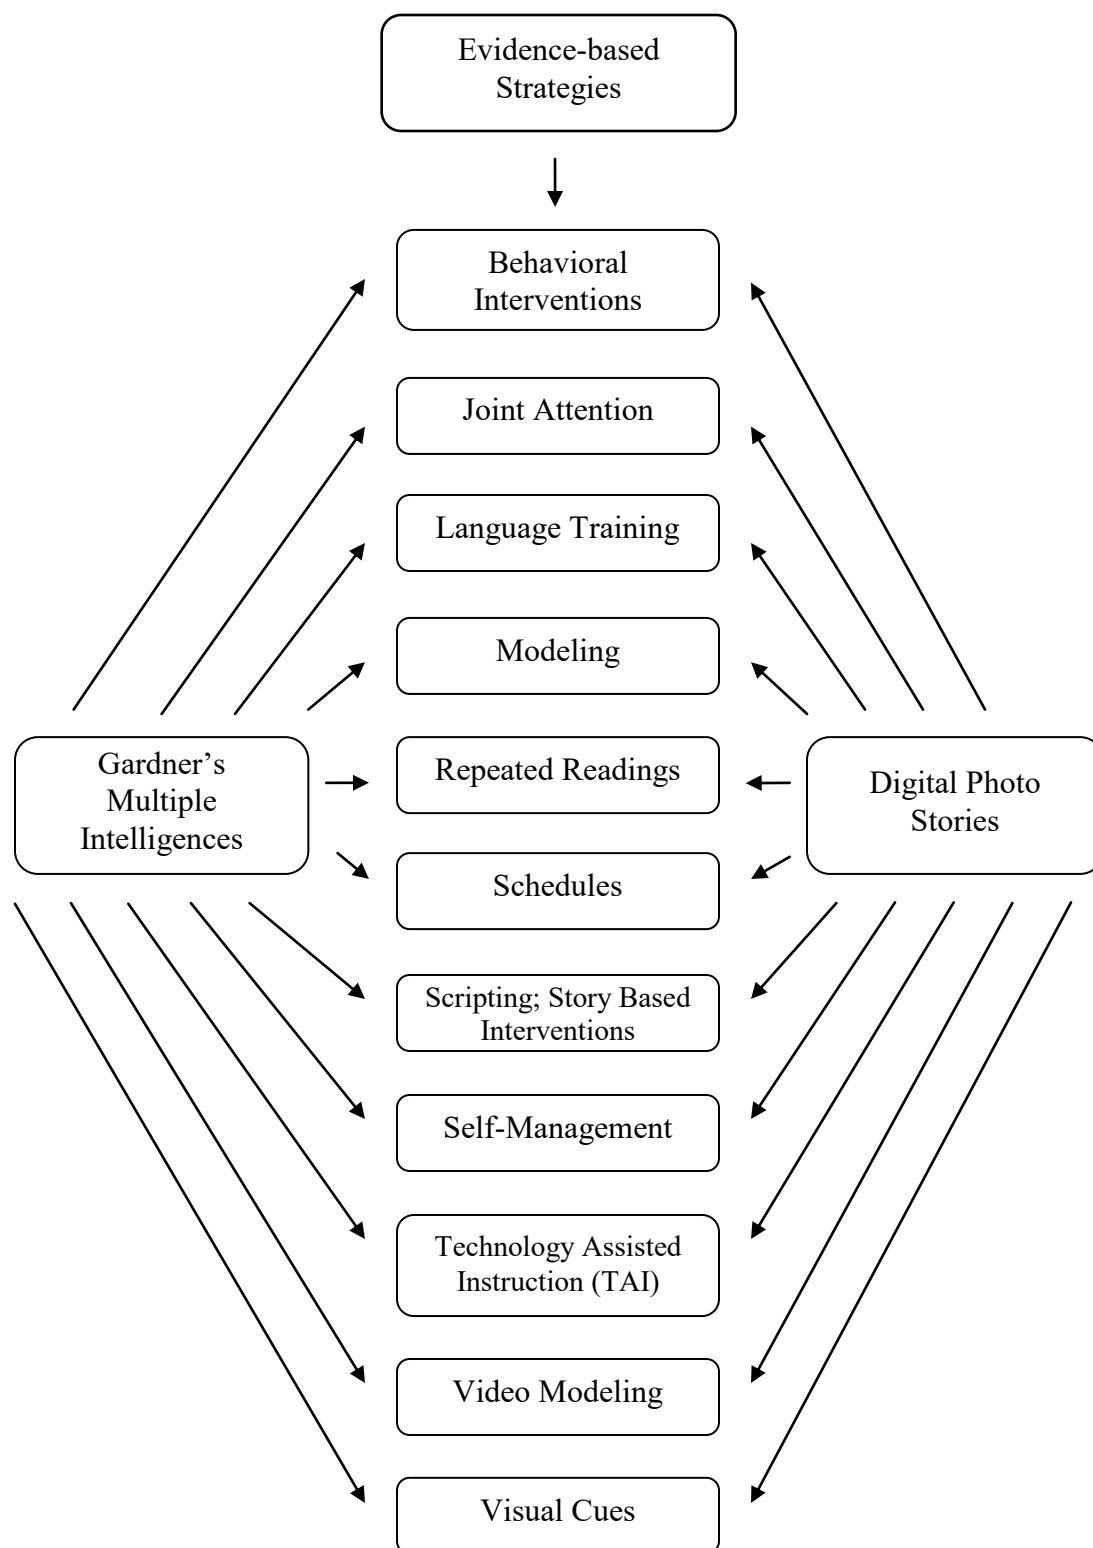 Evidence-based
Strategies
Behavioral
Interventions
Joint Attention
Language Training
Modeling
Gardner’s
Multiple
Intelligences
Repeated Readings
Digital Photo
Stories
Schedules
Scripting; Story Based
Interventions
Self-Management
Technology Assisted
Instruction (TAI)
Video Modeling
Visual Cues